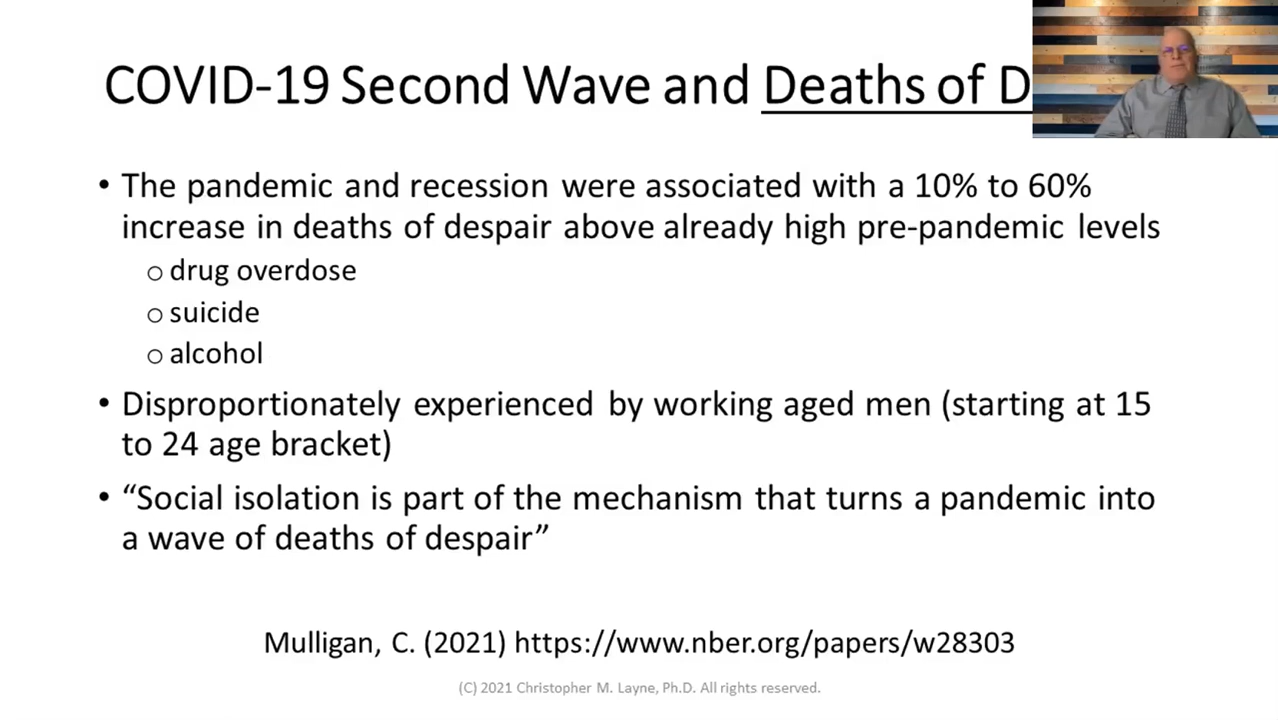 COVID-19 Second Wave and Deaths of D
• The pandemic and recession were associated with a 10% to 60%
increase in deaths of despair above already high pre-pandemic levels
o drug overdose
o suicide
o alcohol
• Disproportionately experienced by working aged men (starting at 15
to 24 age bracket)
• “Social isolation is part of the mechanism that turns a pandemic into
a wave of deaths of despair”
Mulligan, C. (2021) https://www.nber.org/papers/w28303
(C) 2021 Christopher M. Layne, Ph.D. All rights reserved.